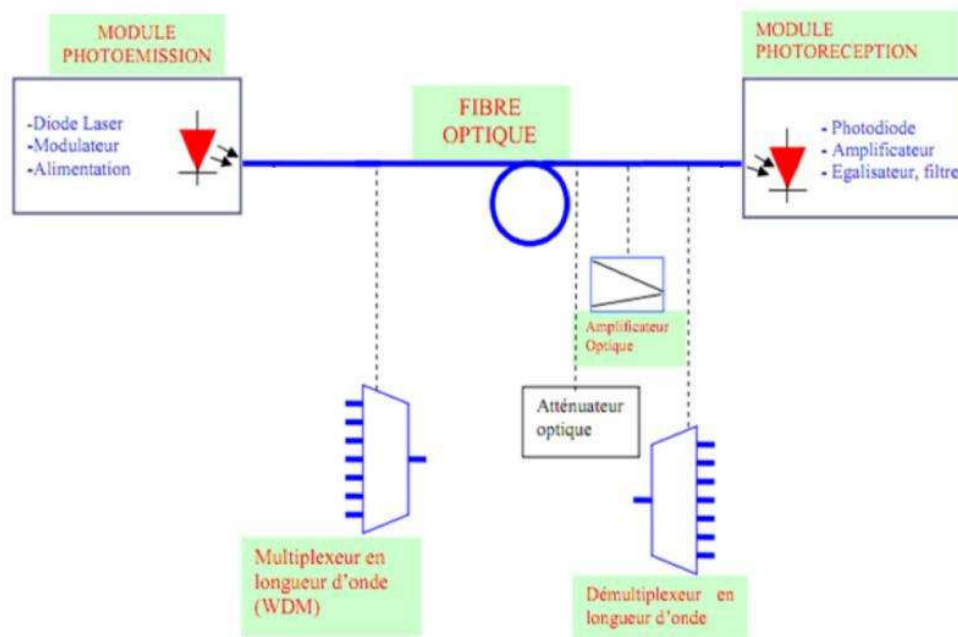 MODULE
PHOTOEMISSION
-Diode Laser
-Modulateur
-Alimentation
FIBRE
OPTIQUE
MODULE
PHOTORECEPTION
- Photodiode
- Amplificateur
- Egalisateur, filtre
Amplificateur
Optique
Atténuateur
optique
Multiplexeur en
longueur d'onde
(WDM)
Démultiplexeur en
longueur d'onde